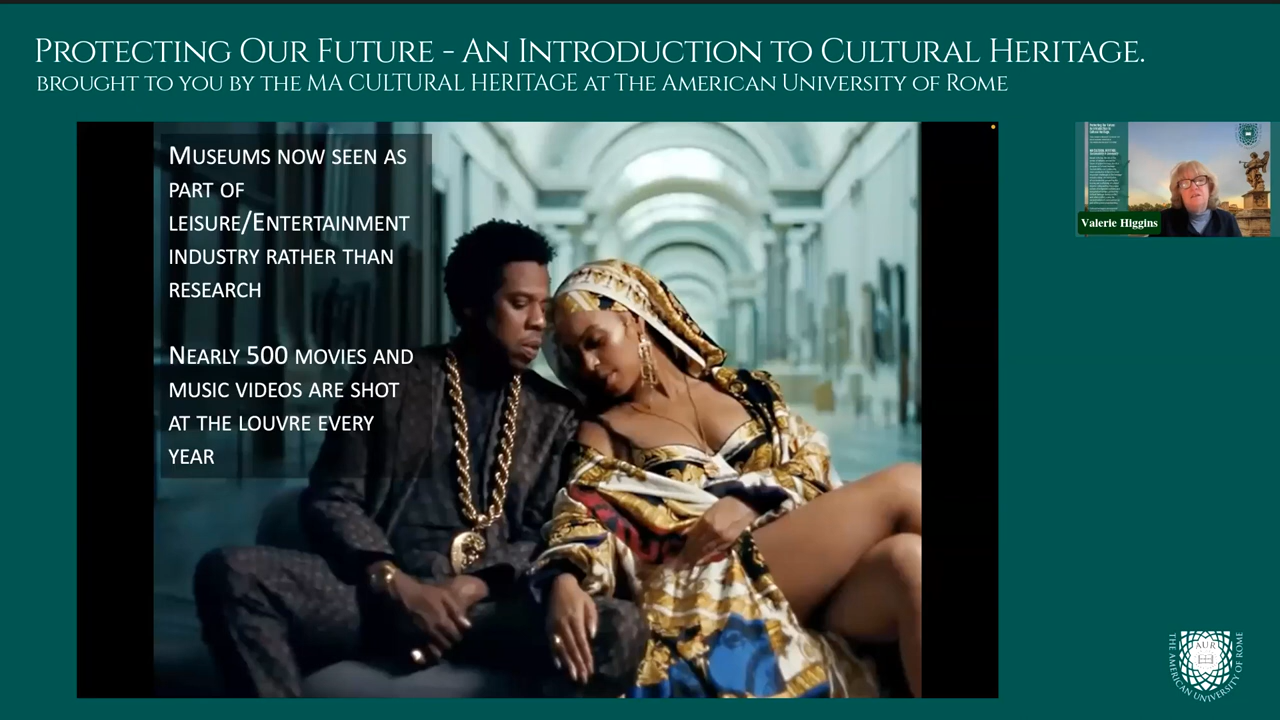 Protecting Our Future - An Introduction to Cultural Heritage.
brought to you by the MA Cultural Heritage at The American University of Rome
Museums now seen as
part of
leisure/Entertainment
industry rather than
research
Nearly 500 movies and
music videos are shot
at the louvre every
year
Valerie Higgins
AUR
THE AMERICAN UNIVERSITY OF ROME